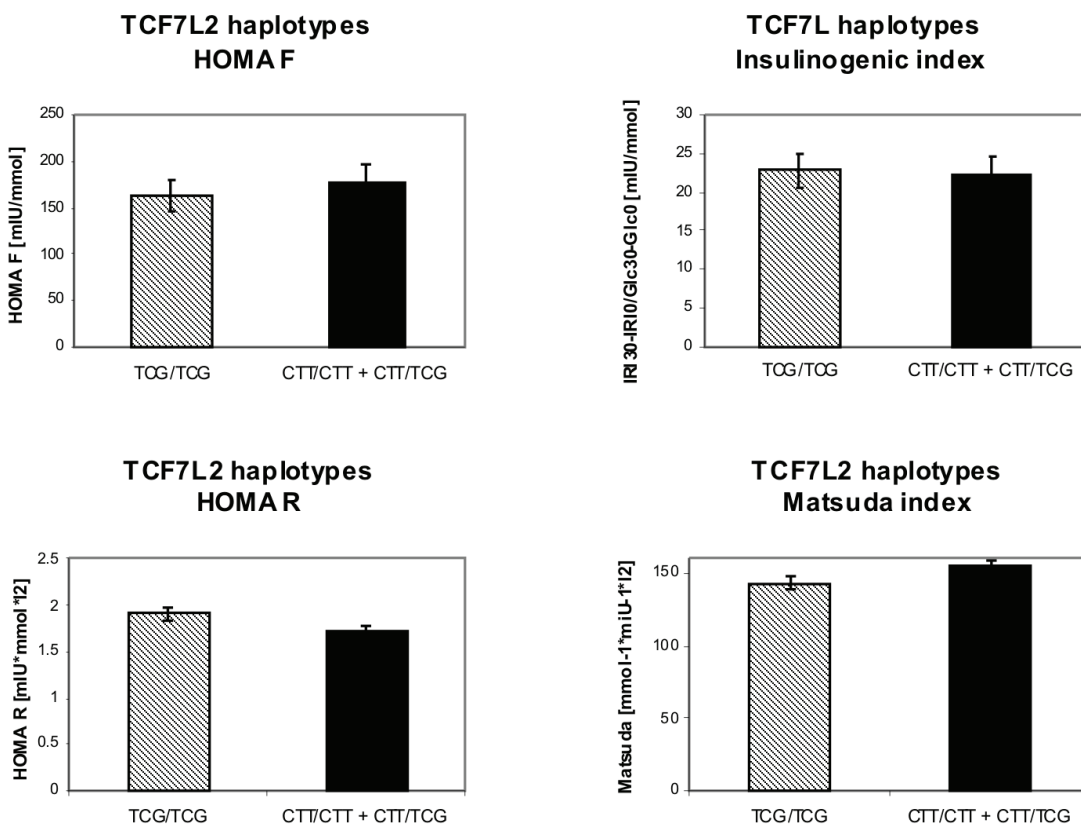 TCF7L2 haplotypes
HOMA F
250
200
150
100
50
0
HOMA F [mIU/mmol]
TCG/TCG
CTT/CTT + CTT/TCG
TCF7L haplotypes
Insulinogenic index
30
25
20
15
10
5
0
IRI30-IRI0/Glc30-Glc0 [mIU/mmol]
TCG/TCG
CTT/CTT + CTT/TCG
TCF7L2 haplotypes
HOMA R
2.5
2
1.5
1
0.5
0
HOMA R [mIU*mmol*l2]
TCG/TCG
CTT/CTT + CTT/TCG
TCF7L2 haplotypes
Matsuda index
150
100
50
0
Matsuda [mmol-1*mIU-1*l2]
TCG/TCG
CTT/CTT + CTT/TCG